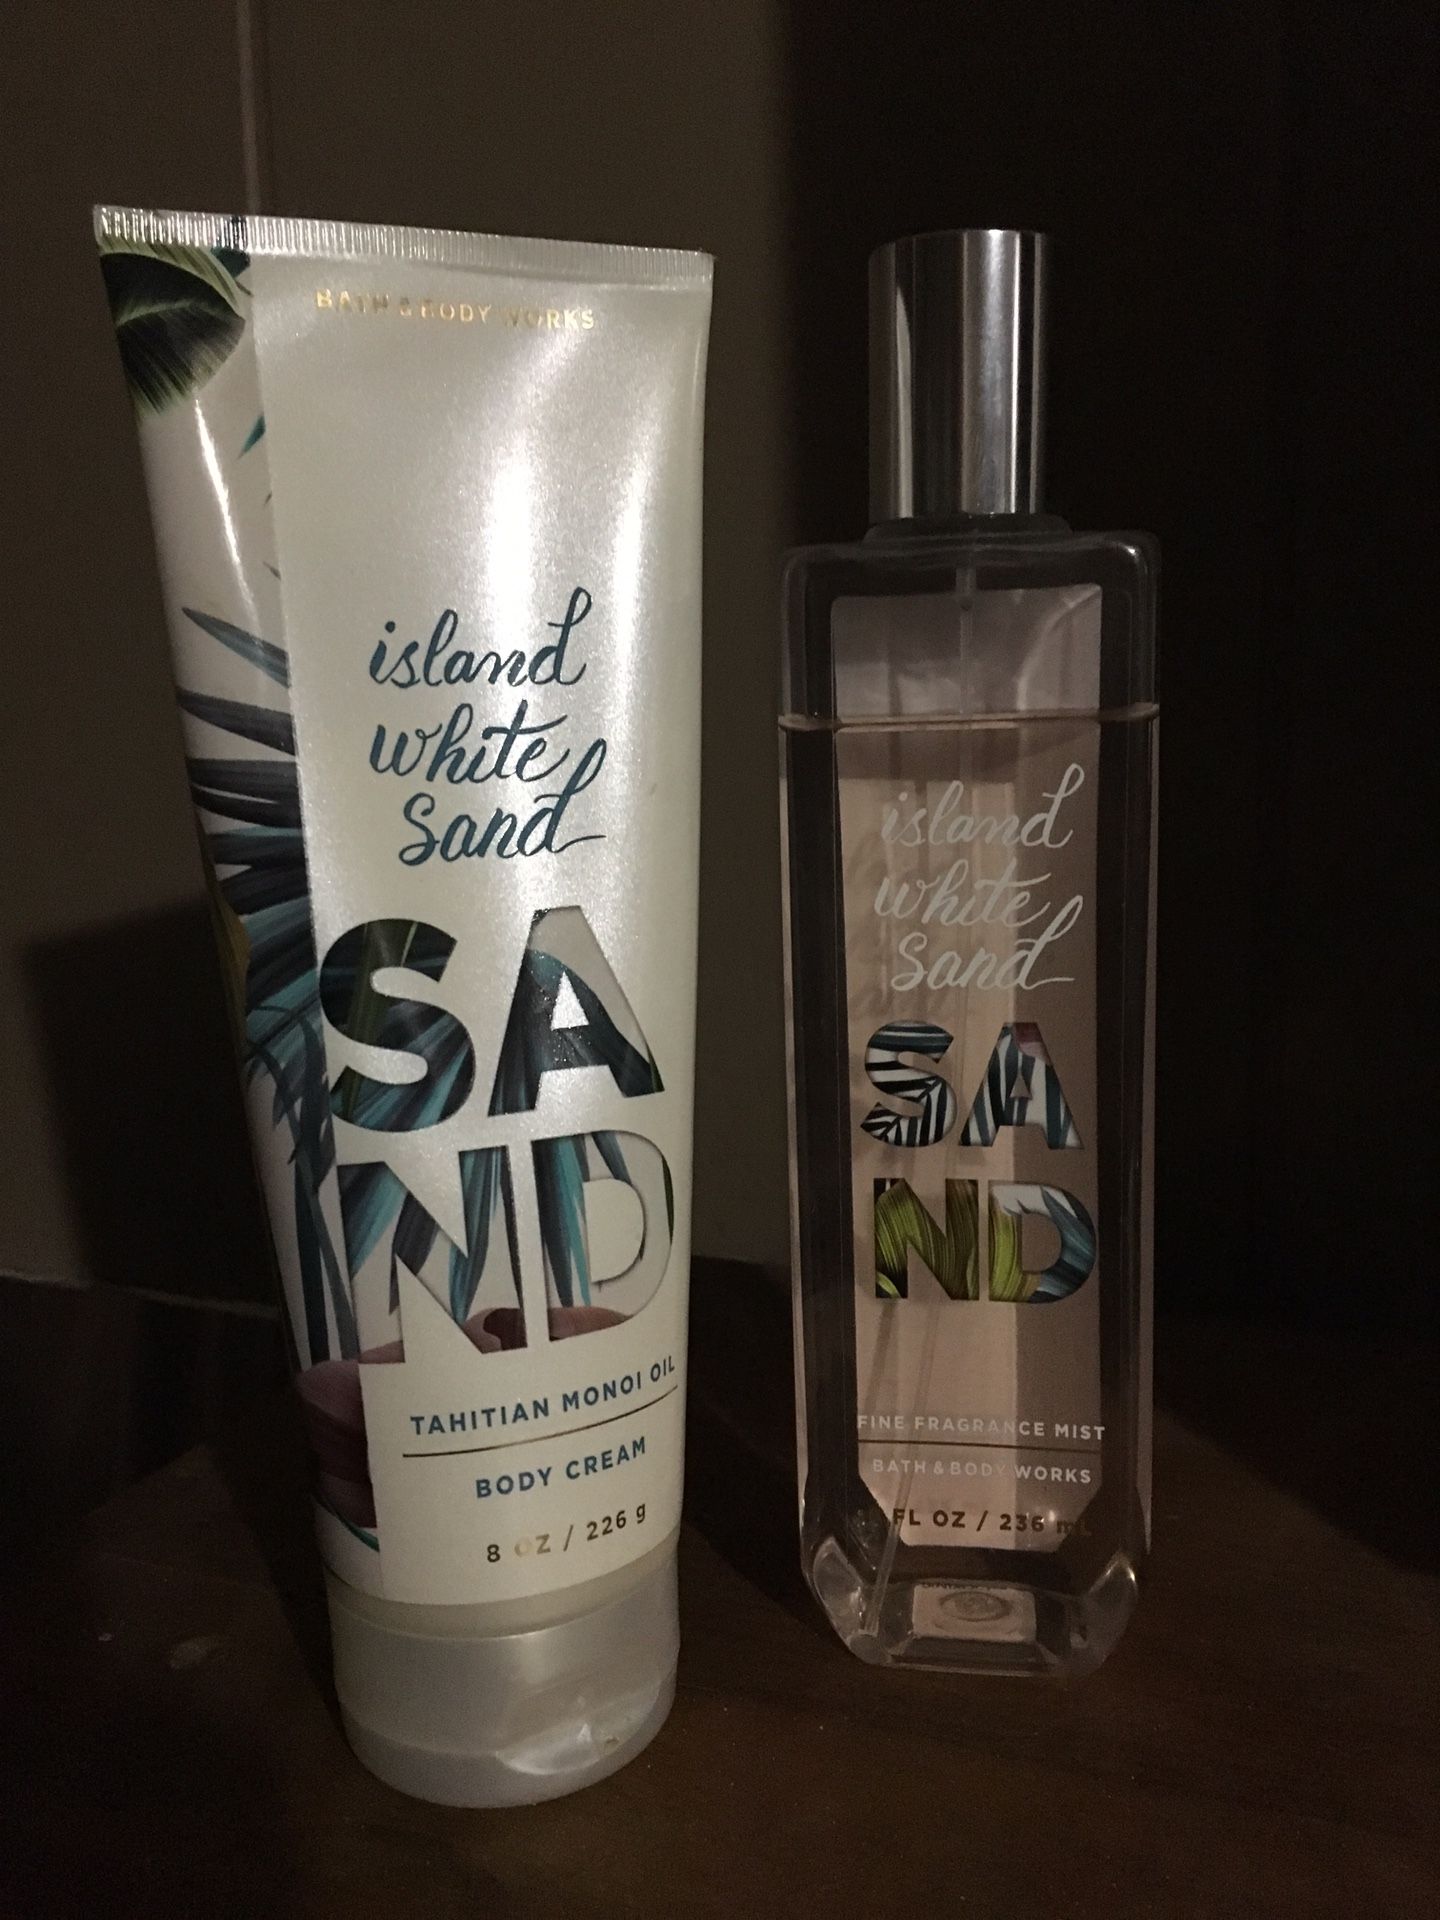 BATH & BODY WORKS
island
white
sand
SA
ND
TAHITIAN MONOI OIL
BODY CREAM
8 OZ / 226 g
island
white
sand
SA
ND
FINE FRAGRANCE MIST
BATH & BODY WORKS
FL OZ / 236 mL